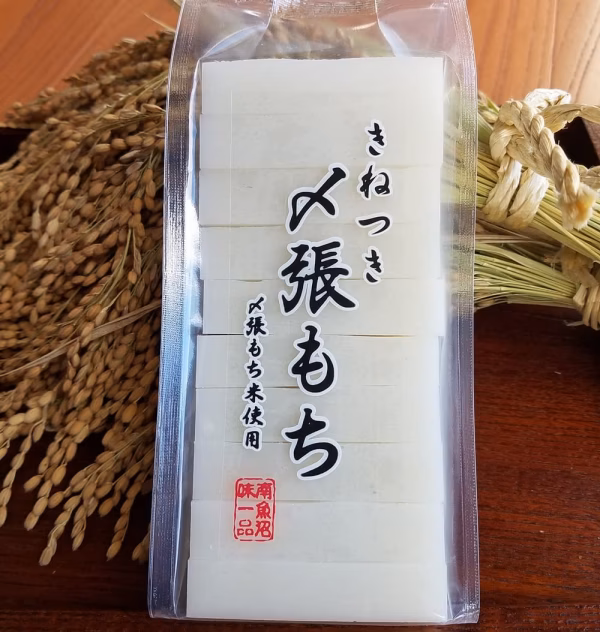 きねつき
〆張もち
〆張もち米使用
南魚沼
味一品